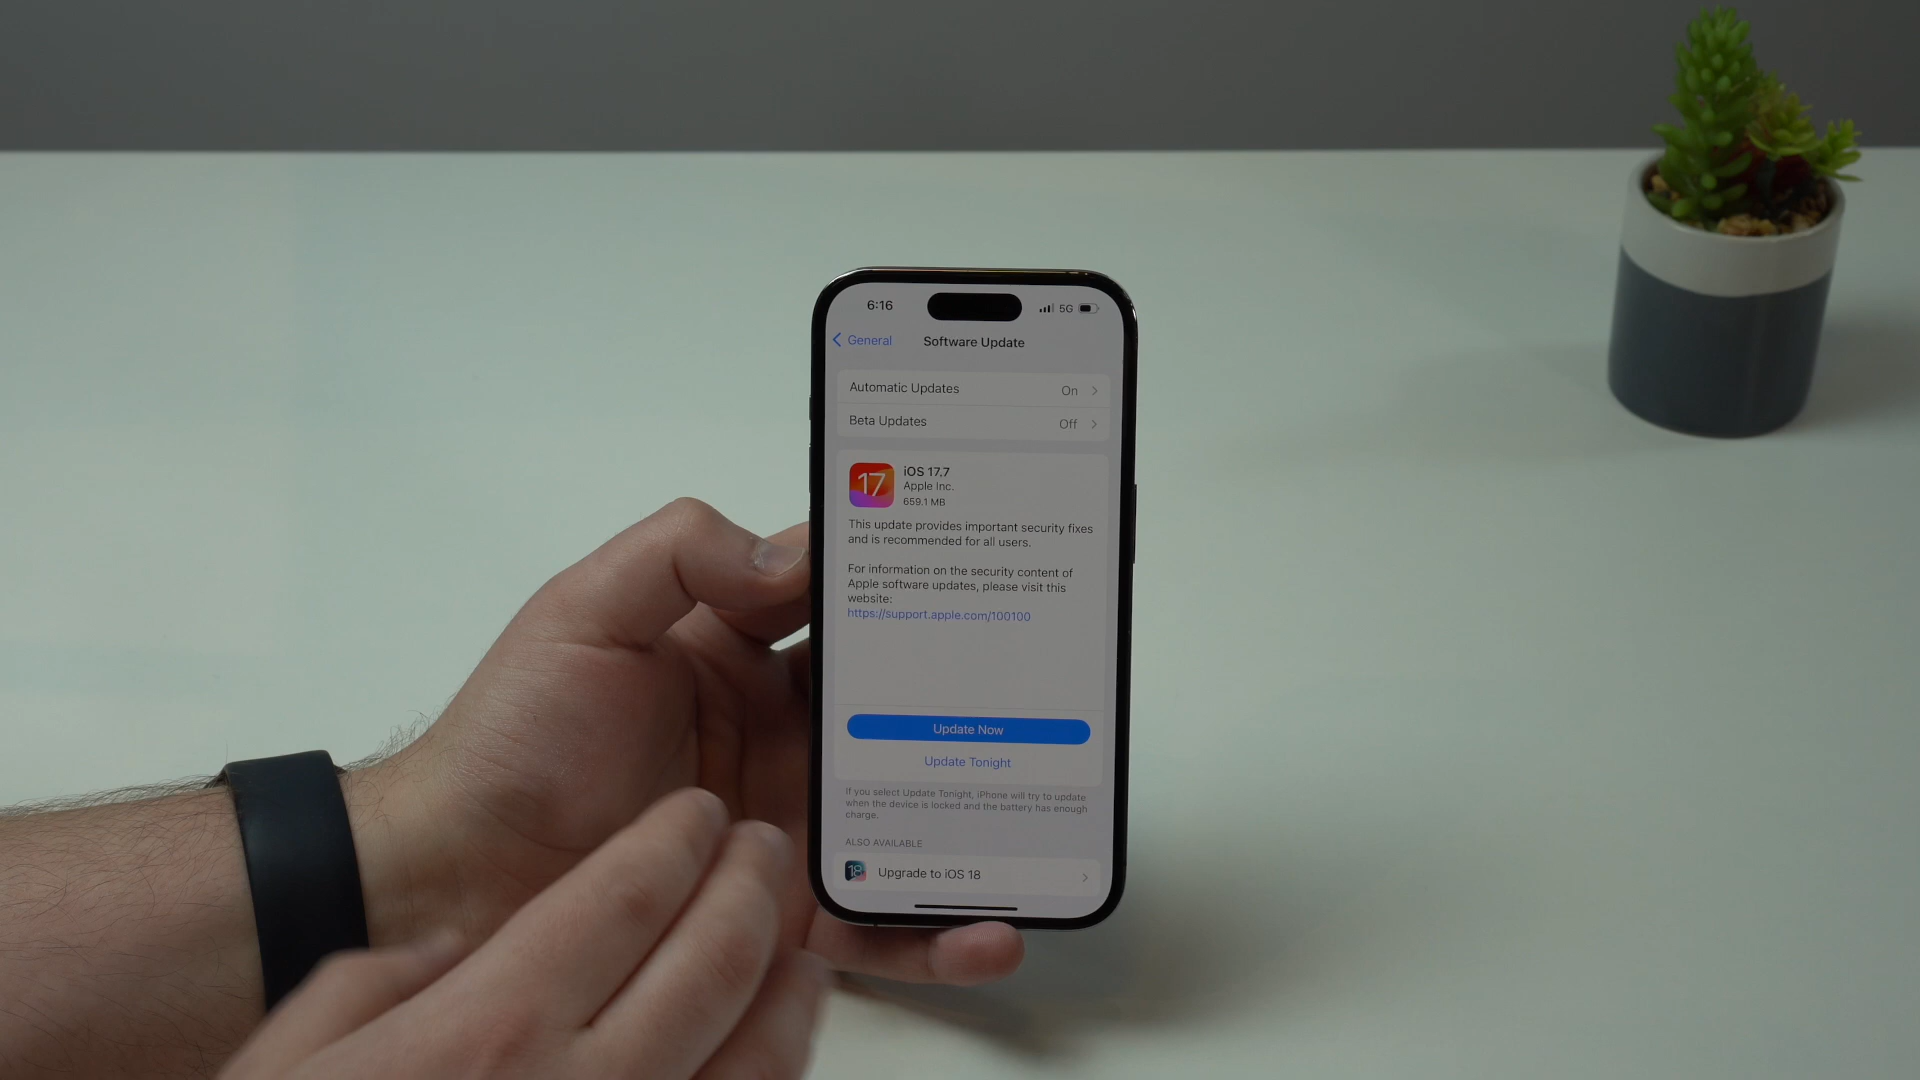 6:16 5G
General Software Update
Automatic Updates On
Beta Updates Off
17
iOS 17.7
Apple Inc.
659.1 MB
This update provides important security fixes
and is recommended for all users.
For information on the security content of
Apple software updates, please visit this
website:
https://support.apple.com/100100
Update Now
Update Tonight
If you select Update Tonight, iPhone will try to update
when the device is locked and the battery has enough
charge.
ALSO AVAILABLE
18 Upgrade to iOS 18